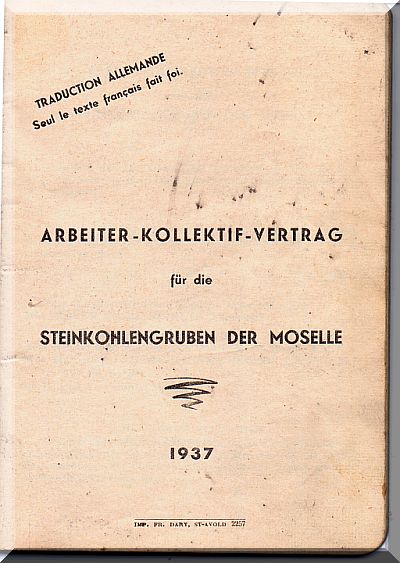 TRADUCTION ALLEMANDE
Seul le texte français fait foi.
ARBEITER-KOLLEKTIF-VERTRAG
für die
STEINKOHLENGRUBEN DER MOSELLE
1937
IMP. FR. DARY, ST-AVOLD 2257